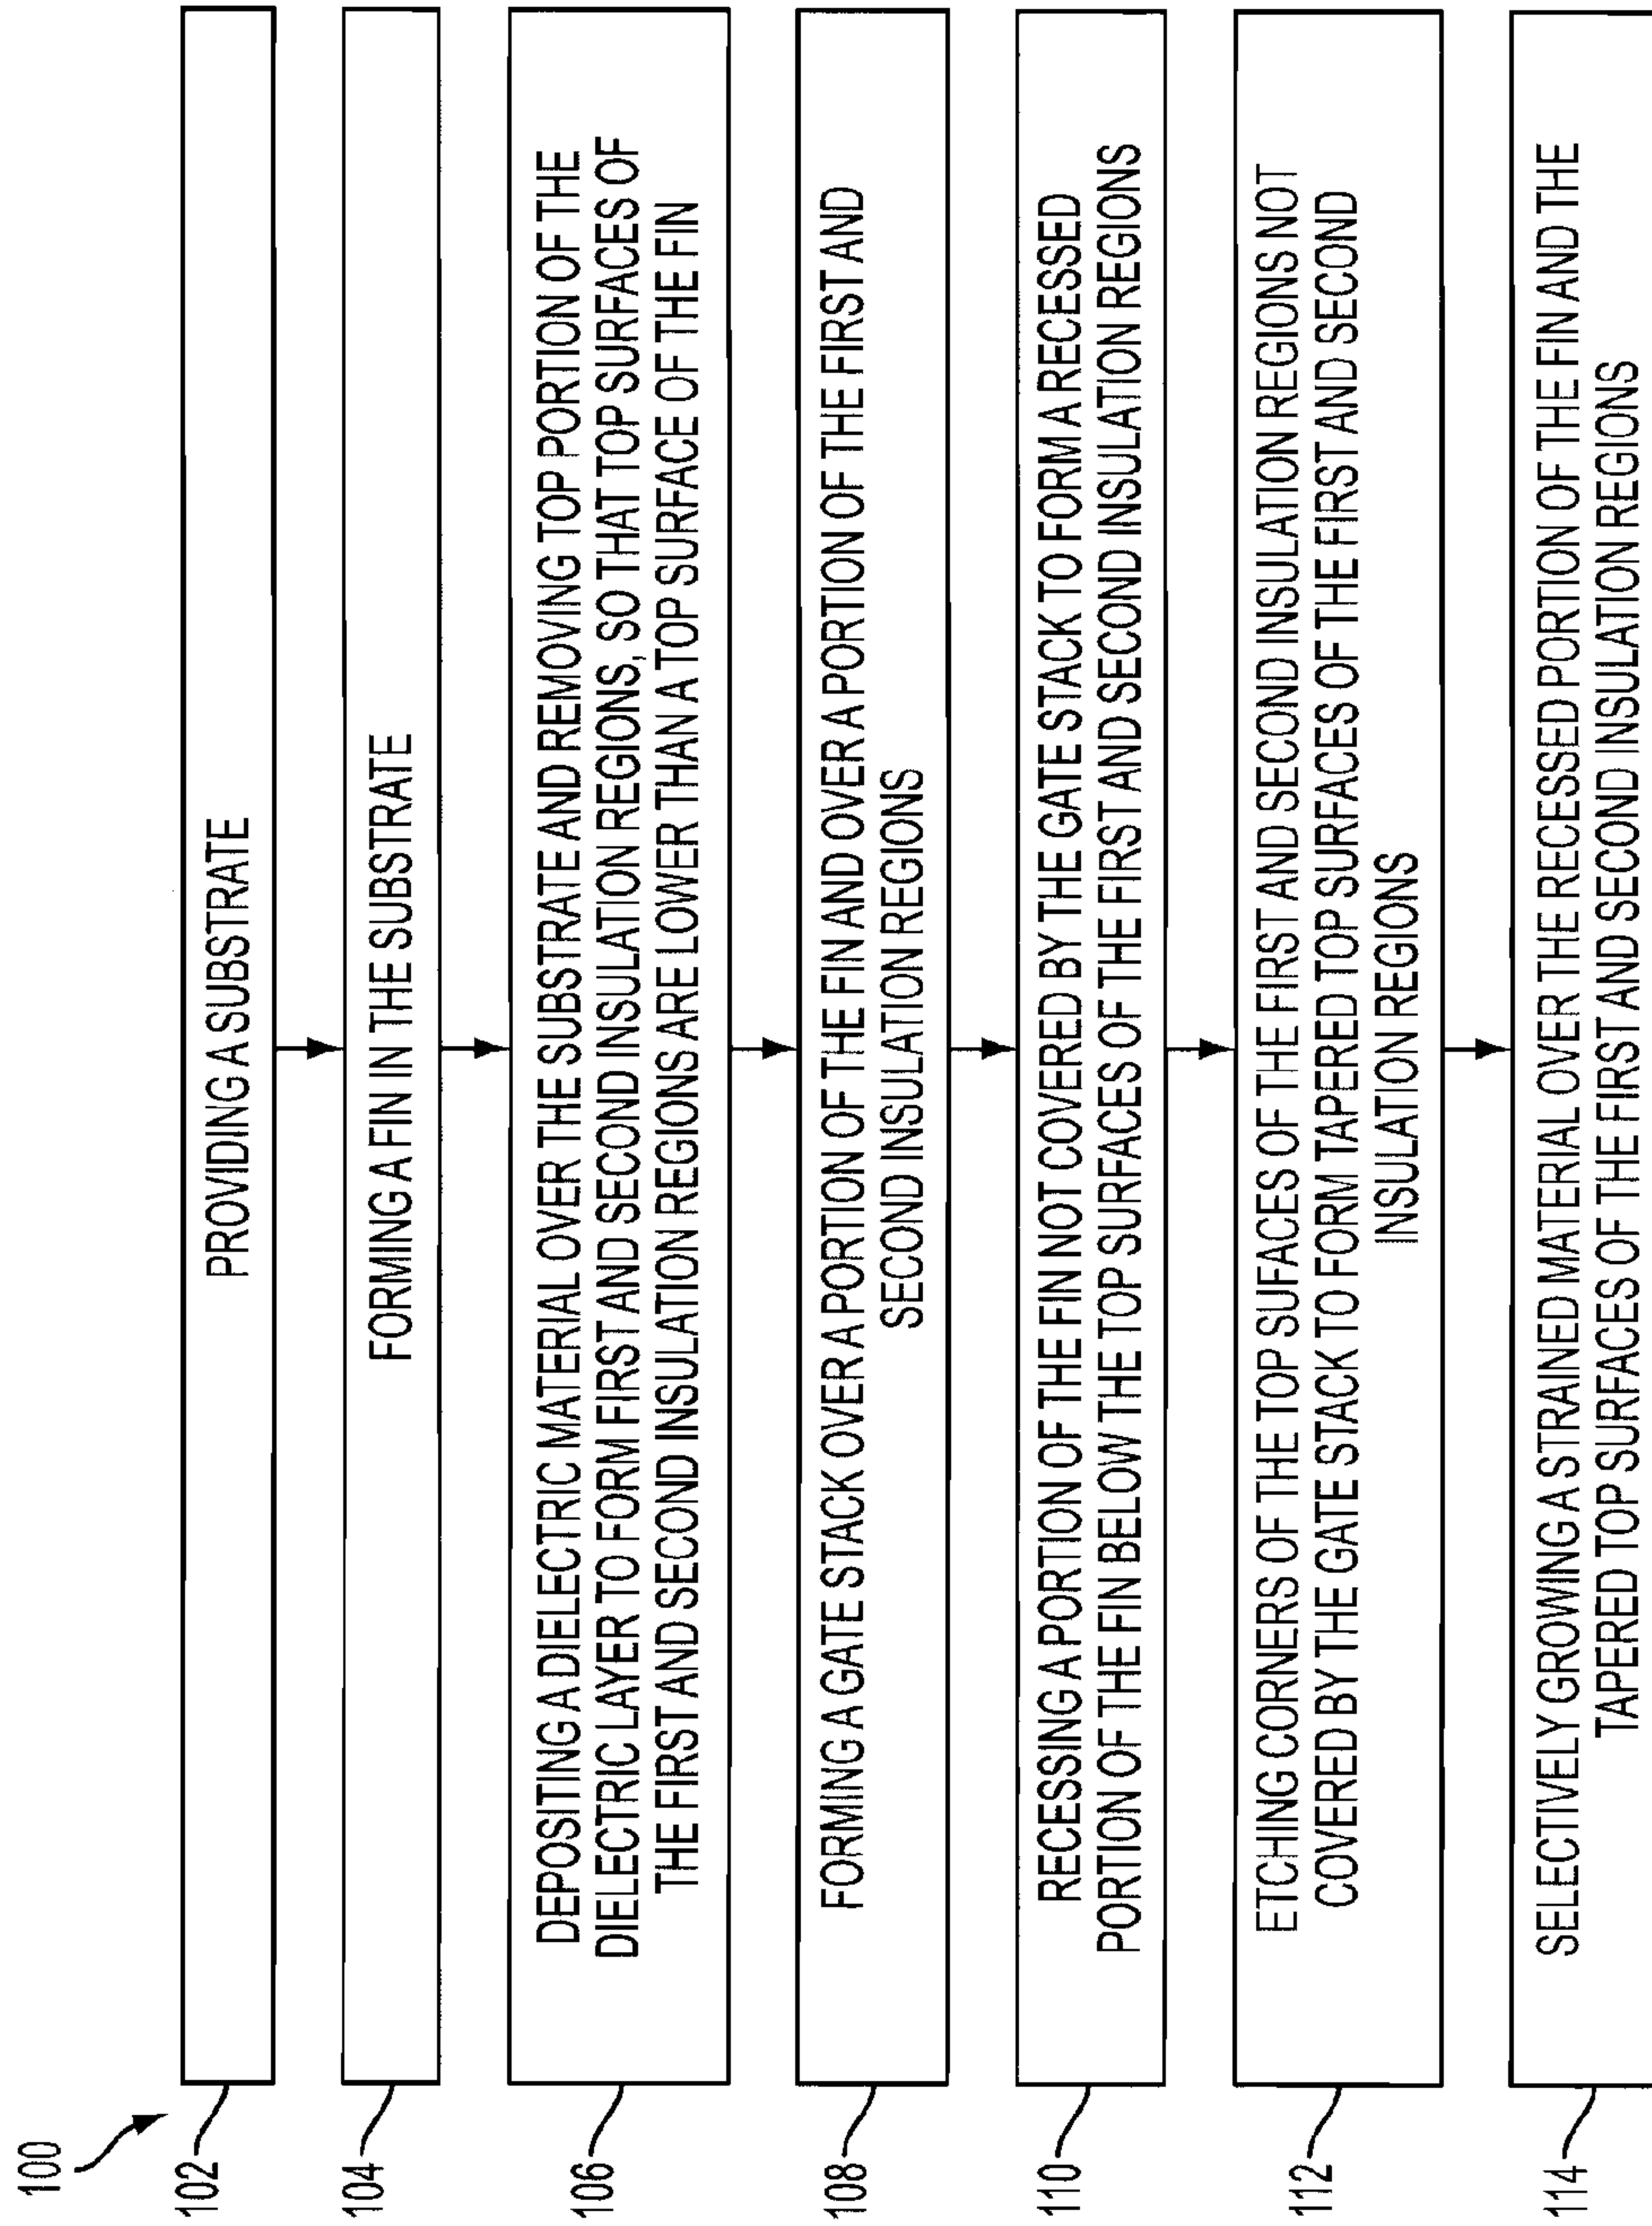 100
102
PROVIDING A SUBSTRATE
104
FORMING A FIN IN THE SUBSTRATE
106
DEPOSITING A DIELECTRIC MATERIAL OVER THE SUBSTRATE AND REMOVING TOP PORTION OF THE
DIELECTRIC LAYER TO FORM FIRST AND SECOND INSULATION REGIONS, SO THAT TOP SURFACES OF
THE FIRST AND SECOND INSULATION REGIONS ARE LOWER THAN A TOP SURFACE OF THE FIN
108
FORMING A GATE STACK OVER A PORTION OF THE FIN AND OVER A PORTION OF THE FIRST AND
SECOND INSULATION REGIONS
110
RECESSING A PORTION OF THE FIN NOT COVERED BY THE GATE STACK TO FORM A RECESSED
PORTION OF THE FIN BELOW THE TOP SURFACES OF THE FIRST AND SECOND INSULATION REGIONS
112
ETCHING CORNERS OF THE TOP SUFACES OF THE FIRST AND SECOND INSULATION REGIONS NOT
COVERED BY THE GATE STACK TO FORM TAPERED TOP SURFACES OF THE FIRST AND SECOND
INSULATION REGIONS
114
SELECTIVELY GROWING A STRAINED MATERIAL OVER THE RECESSED PORTION OF THE FIN AND THE
TAPERED TOP SURFACES OF THE FIRST AND SECOND INSULATION REGIONS